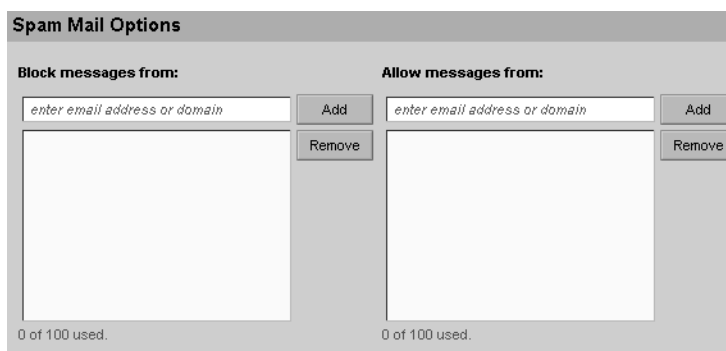 Spam Mail Options
Block messages from:
Allow messages from:
enter email address or domain
Add
enter email address or domain
Add
Remove
Remove
0 of 100 used.
0 of 100 used.